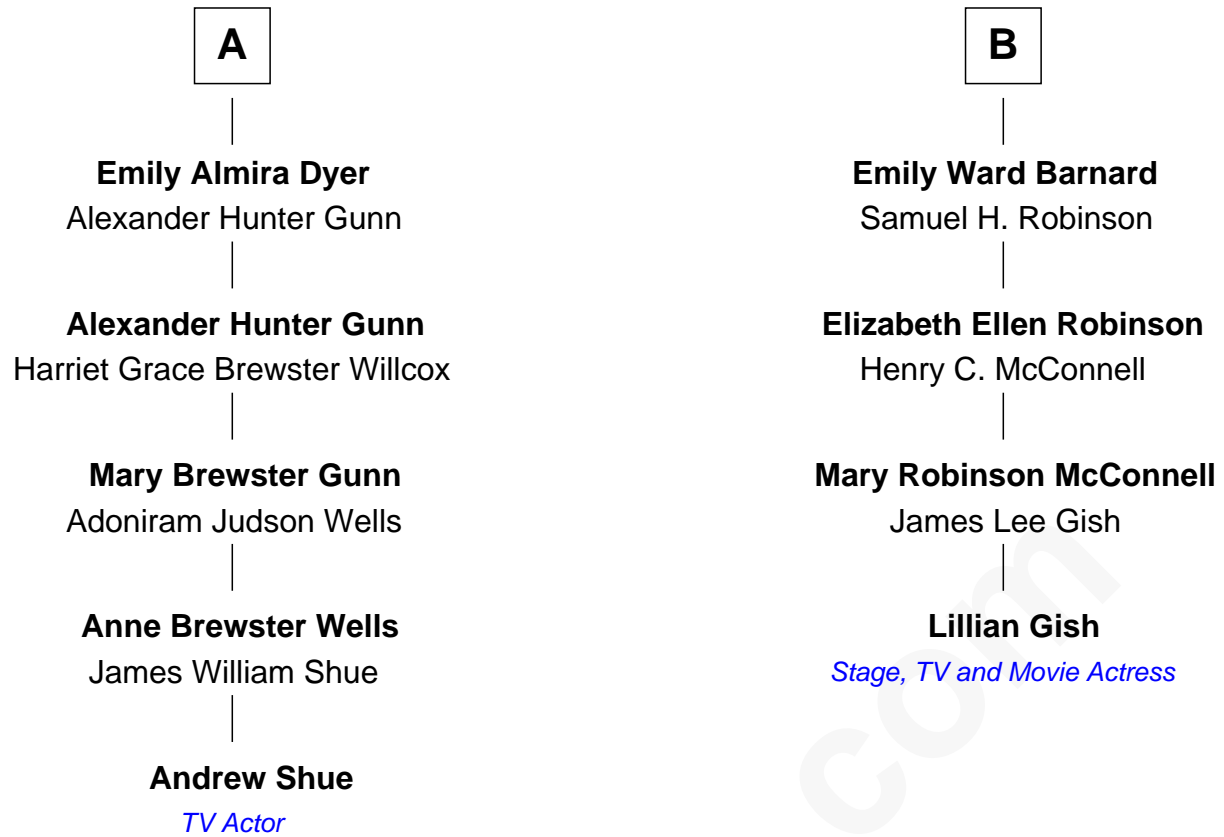 A
Emily Almira Dyer
Alexander Hunter Gunn
Alexander Hunter Gunn
Harriet Grace Brewster Willcox
Mary Brewster Gunn
Adoniram Judson Wells
Anne Brewster Wells
James William Shue
Andrew Shue
TV Actor
B
Emily Ward Barnard
Samuel H. Robinson
Elizabeth Ellen Robinson
Henry C. McConnell
Mary Robinson McConnell
James Lee Gish
Lillian Gish
Stage, TV and Movie Actress
com